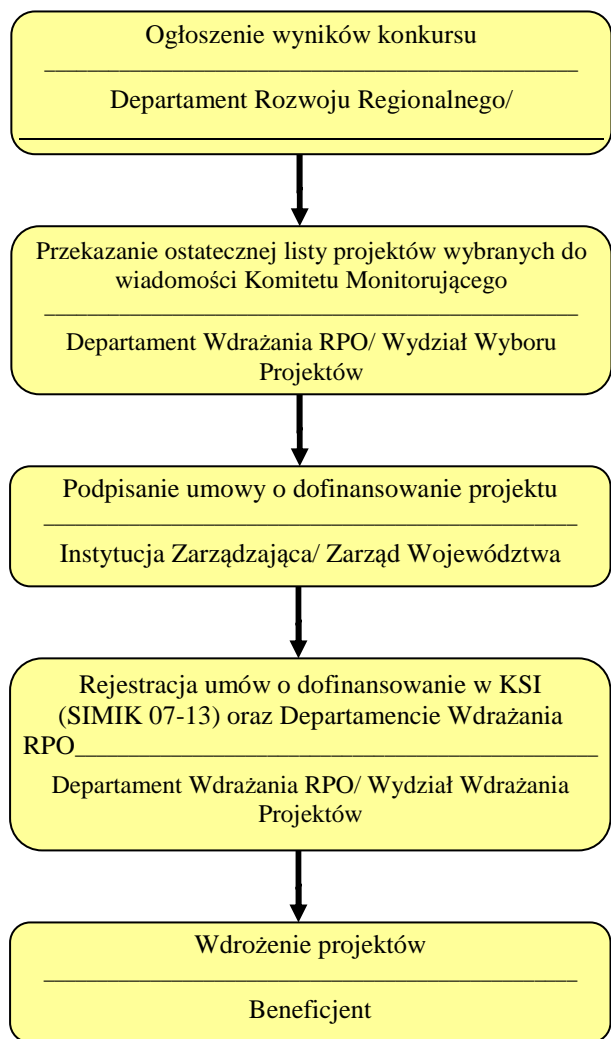 Ogłoszenie wyników konkursu
Departament Rozwoju Regionalnego/
Przekazanie ostatecznej listy projektów wybranych do
wiadomości Komitetu Monitorującego
Departament Wdrażania RPO/ Wydział Wyboru
Projektów
Podpisanie umowy o dofinansowanie projektu
Instytucja Zarządzająca/ Zarząd Województwa
Rejestracja umów o dofinansowanie w KSI
(SIMIK 07-13) oraz Departamencie Wdrażania
RPO
Departament Wdrażania RPO/ Wydział Wdrażania
Projektów
Wdrożenie projektów
Beneficjent